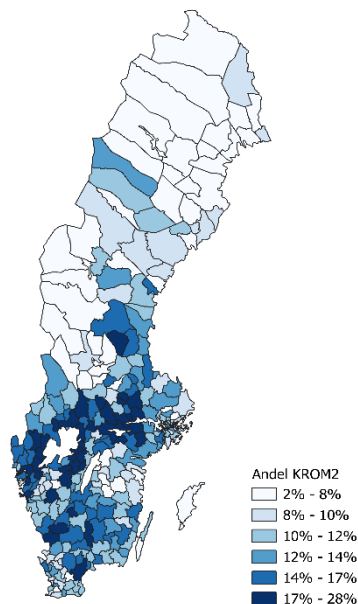 Andel KROM2
2% - 8%
8% - 10%
10% - 12%
12% - 14%
14% - 17%
17% - 28%